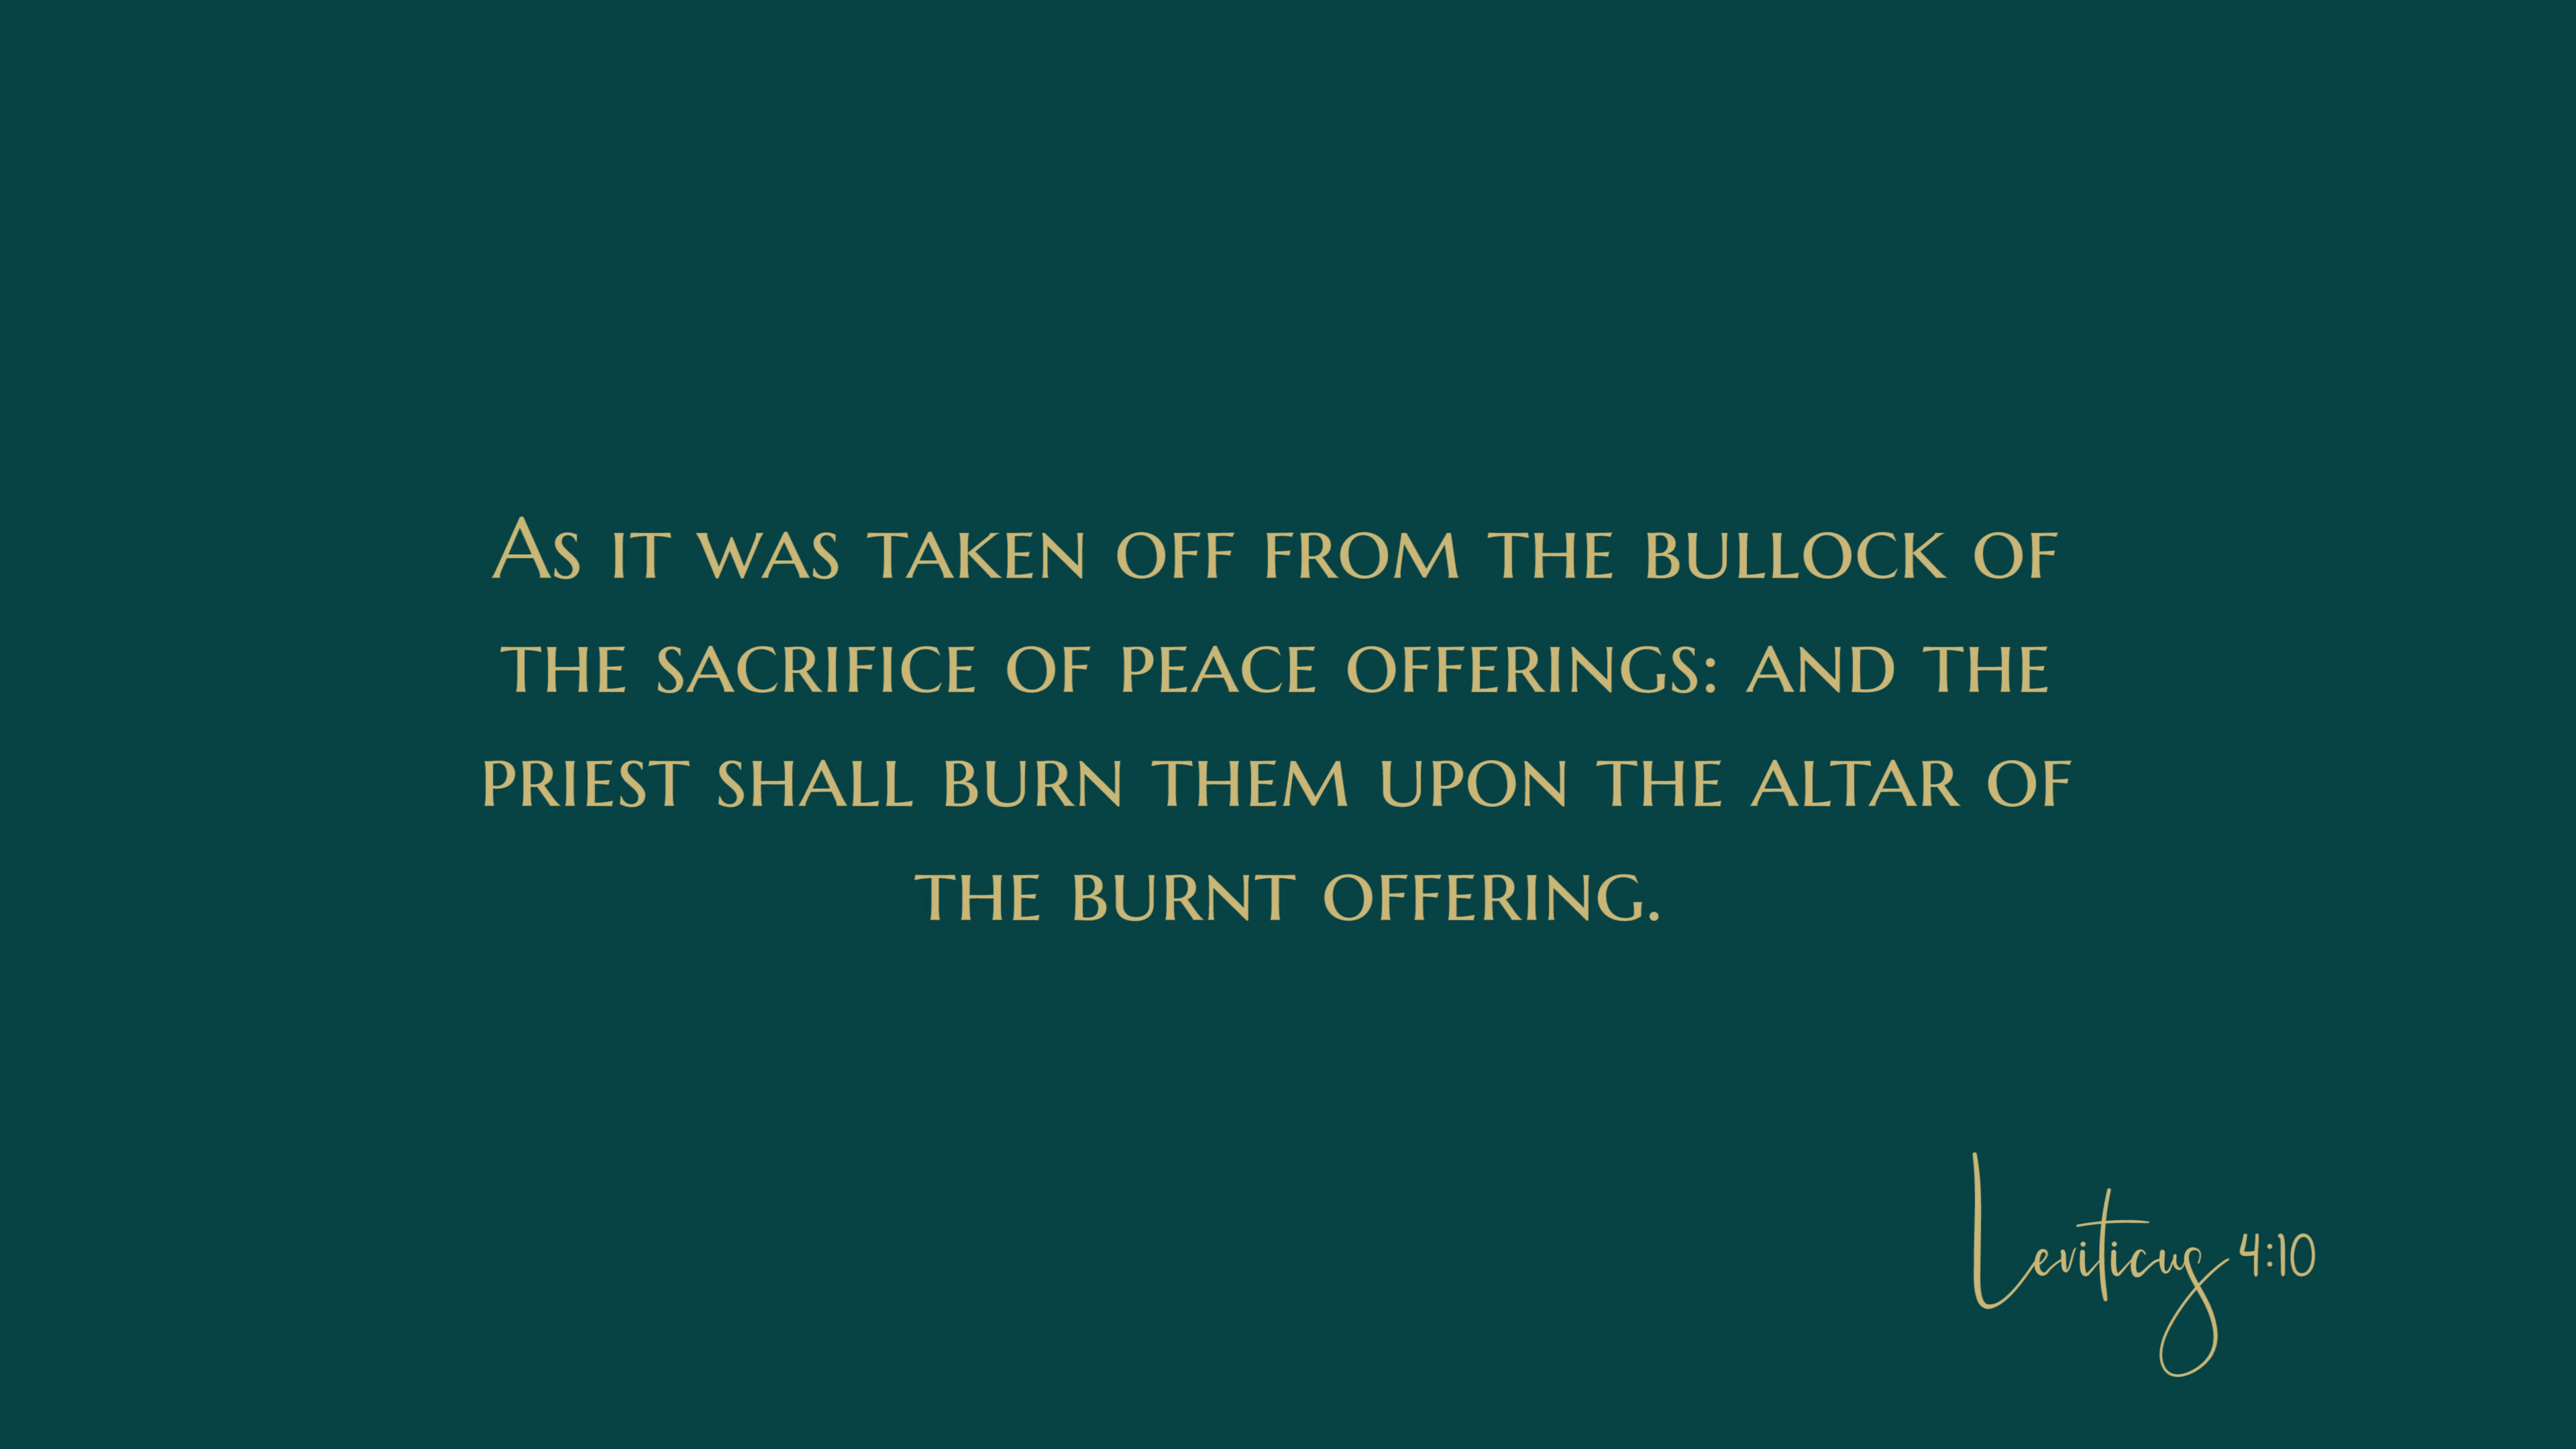 As it was taken off from the bullock of
the sacrifice of peace offerings: and the
priest shall burn them upon the altar of
the burnt offering.
Leviticus 4:10